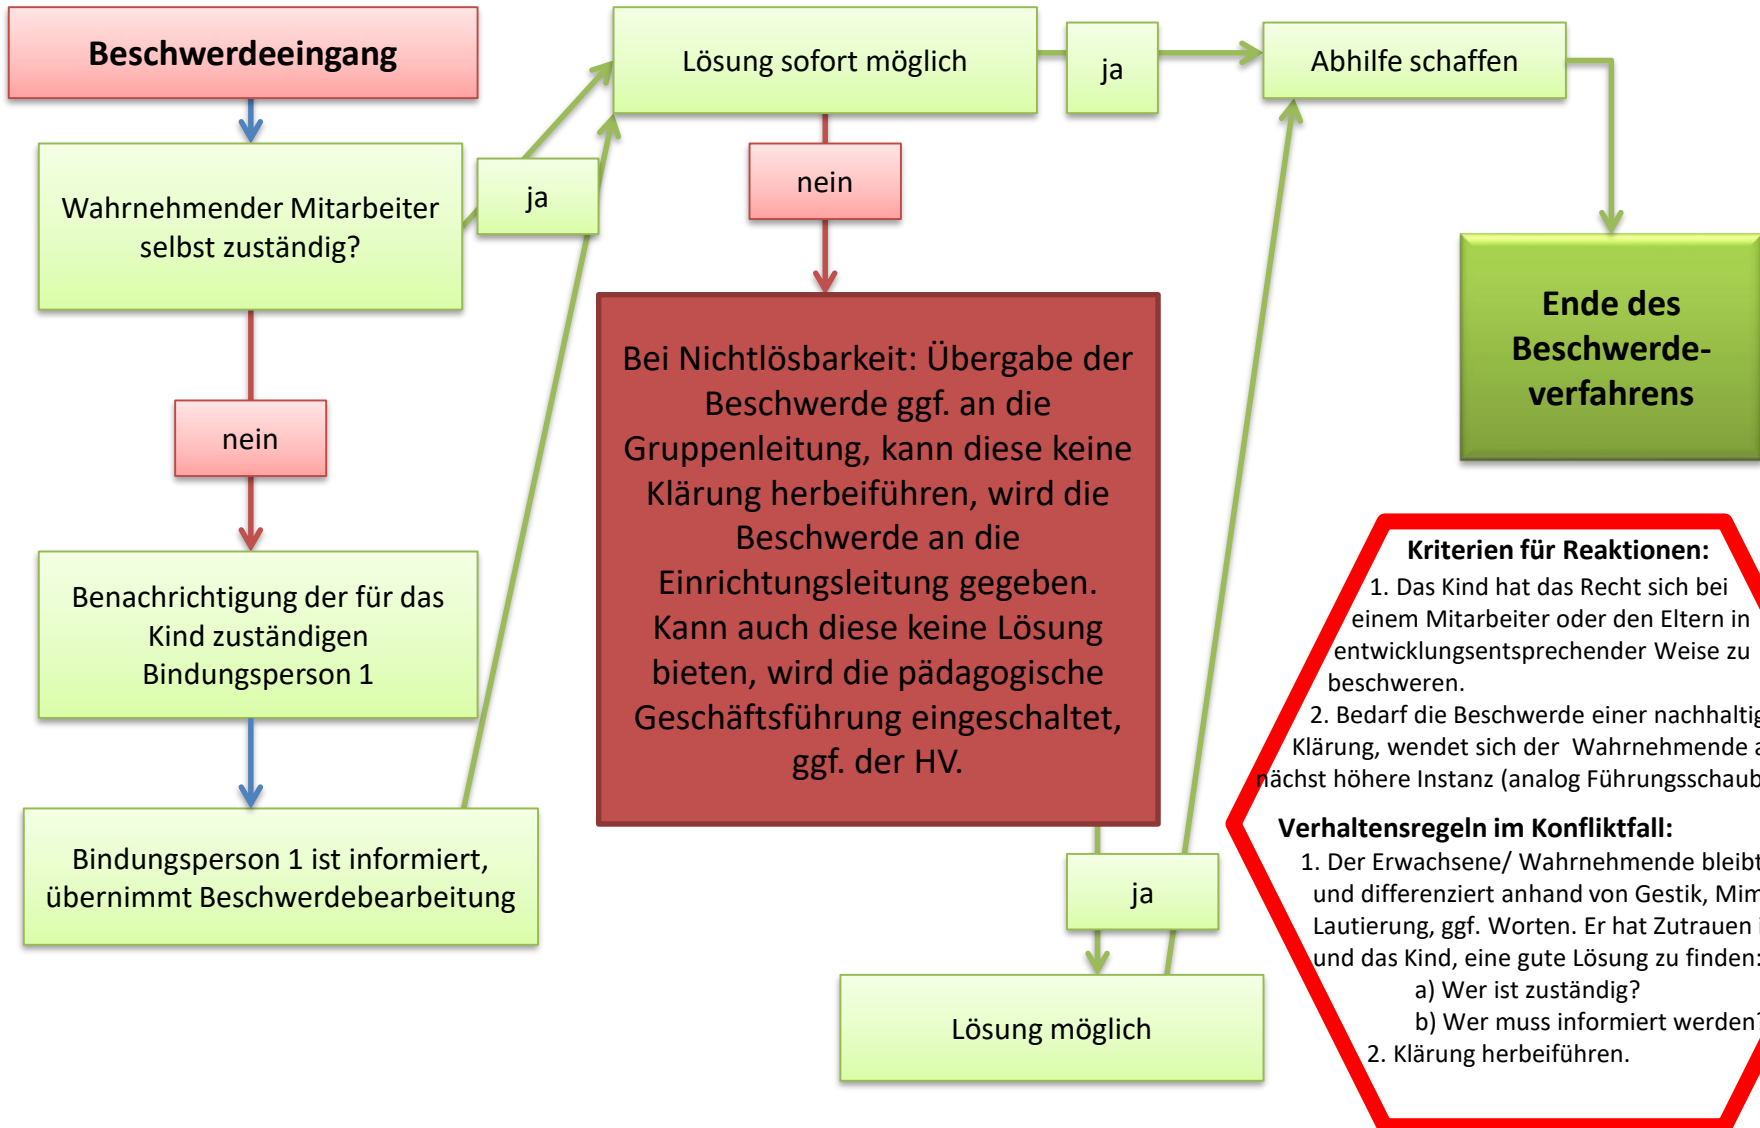 Beschwerdeeingang
Wahrnehmender Mitarbeiter
selbst zuständig?
ja
nein
Benachrichtigung der für das
Kind zuständigen
Bindungsperson 1
Bindungsperson 1 ist informiert,
übernimmt Beschwerdebearbeitung
Lösung sofort möglich
ja
nein
Bei Nichtlösbarkeit: Übergabe der
Beschwerde ggf. an die
Gruppenleitung, kann diese keine
Klärung herbeiführen, wird die
Beschwerde an die
Einrichtungsleitung gegeben.
Kann auch diese keine Lösung
bieten, wird die pädagogische
Geschäftsführung eingeschaltet,
ggf. der HV.
ja
Lösung möglich
Abhilfe schaffen
Ende des
Beschwerde-
verfahrens
Kriterien für Reaktionen:
1. Das Kind hat das Recht sich bei
einem Mitarbeiter oder den Eltern in
entwicklungsentsprechender Weise zu
beschweren.
2. Bedarf die Beschwerde einer
Klärung, wendet sich der Wahrnehmende
nächst höhere Instanz (analog
Verhaltensregeln im Konfliktfall:
1. Der Erwachsene/ Wahrnehmende bleibt
und differenziert anhand von Gestik,
Lautierung, ggf. Worten. Er hat Zutrauen
und das Kind, eine gute Lösung zu finden:
a) Wer ist zuständig?
b) Wer muss informiert werden?
2. Klärung herbeiführen.